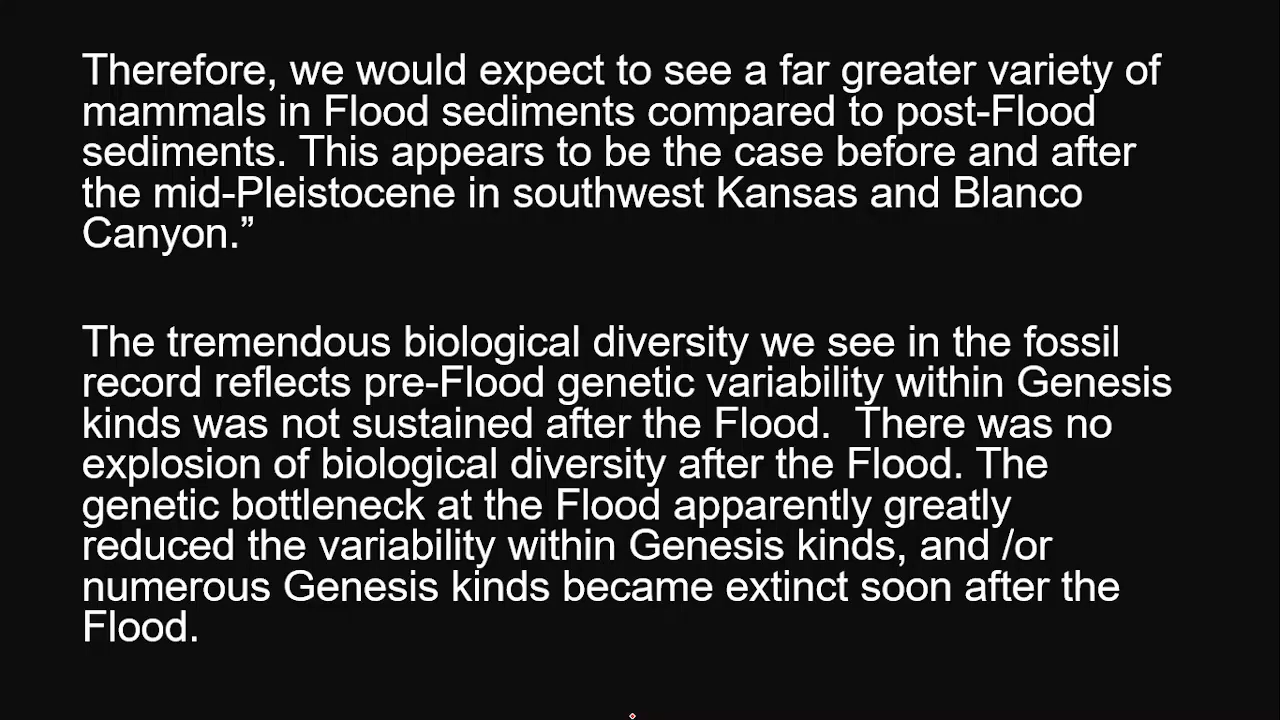 Therefore, we would expect to see a far greater variety of
mammals in Flood sediments compared to post-Flood
sediments. This appears to be the case before and after
the mid-Pleistocene in southwest Kansas and Blanco
Canyon.”
The tremendous biological diversity we see in the fossil
record reflects pre-Flood genetic variability within Genesis
kinds was not sustained after the Flood.  There was no
explosion of biological diversity after the Flood. The
genetic bottleneck at the Flood apparently greatly
reduced the variability within Genesis kinds, and /or
numerous Genesis kinds became extinct soon after the
Flood.